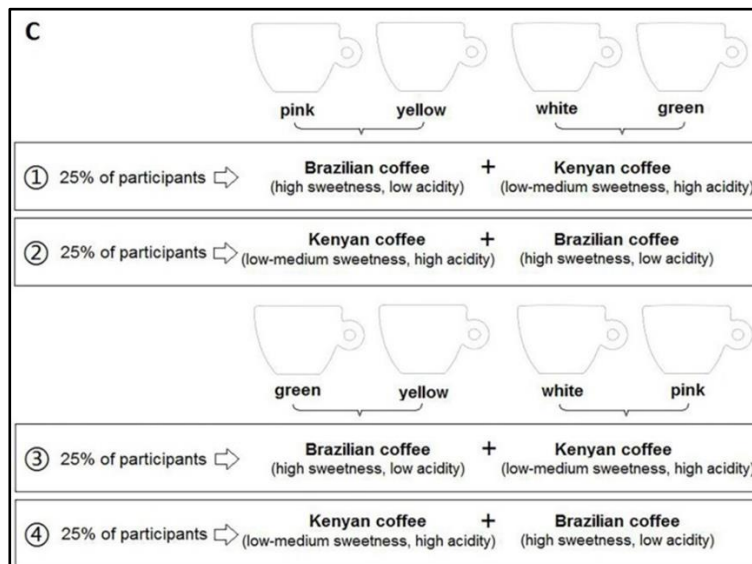 C
pink yellow white green
① 25% of participants Brazilian coffee + Kenyan coffee
(high sweetness, low acidity) (low-medium sweetness, high acidity)
② 25% of participants Kenyan coffee + Brazilian coffee
(low-medium sweetness, high acidity) (high sweetness, low acidity)
green yellow white pink
③ 25% of participants Brazilian coffee + Kenyan coffee
(high sweetness, low acidity) (low-medium sweetness, high acidity)
④ 25% of participants Kenyan coffee + Brazilian coffee
(low-medium sweetness, high acidity) (high sweetness, low acidity)